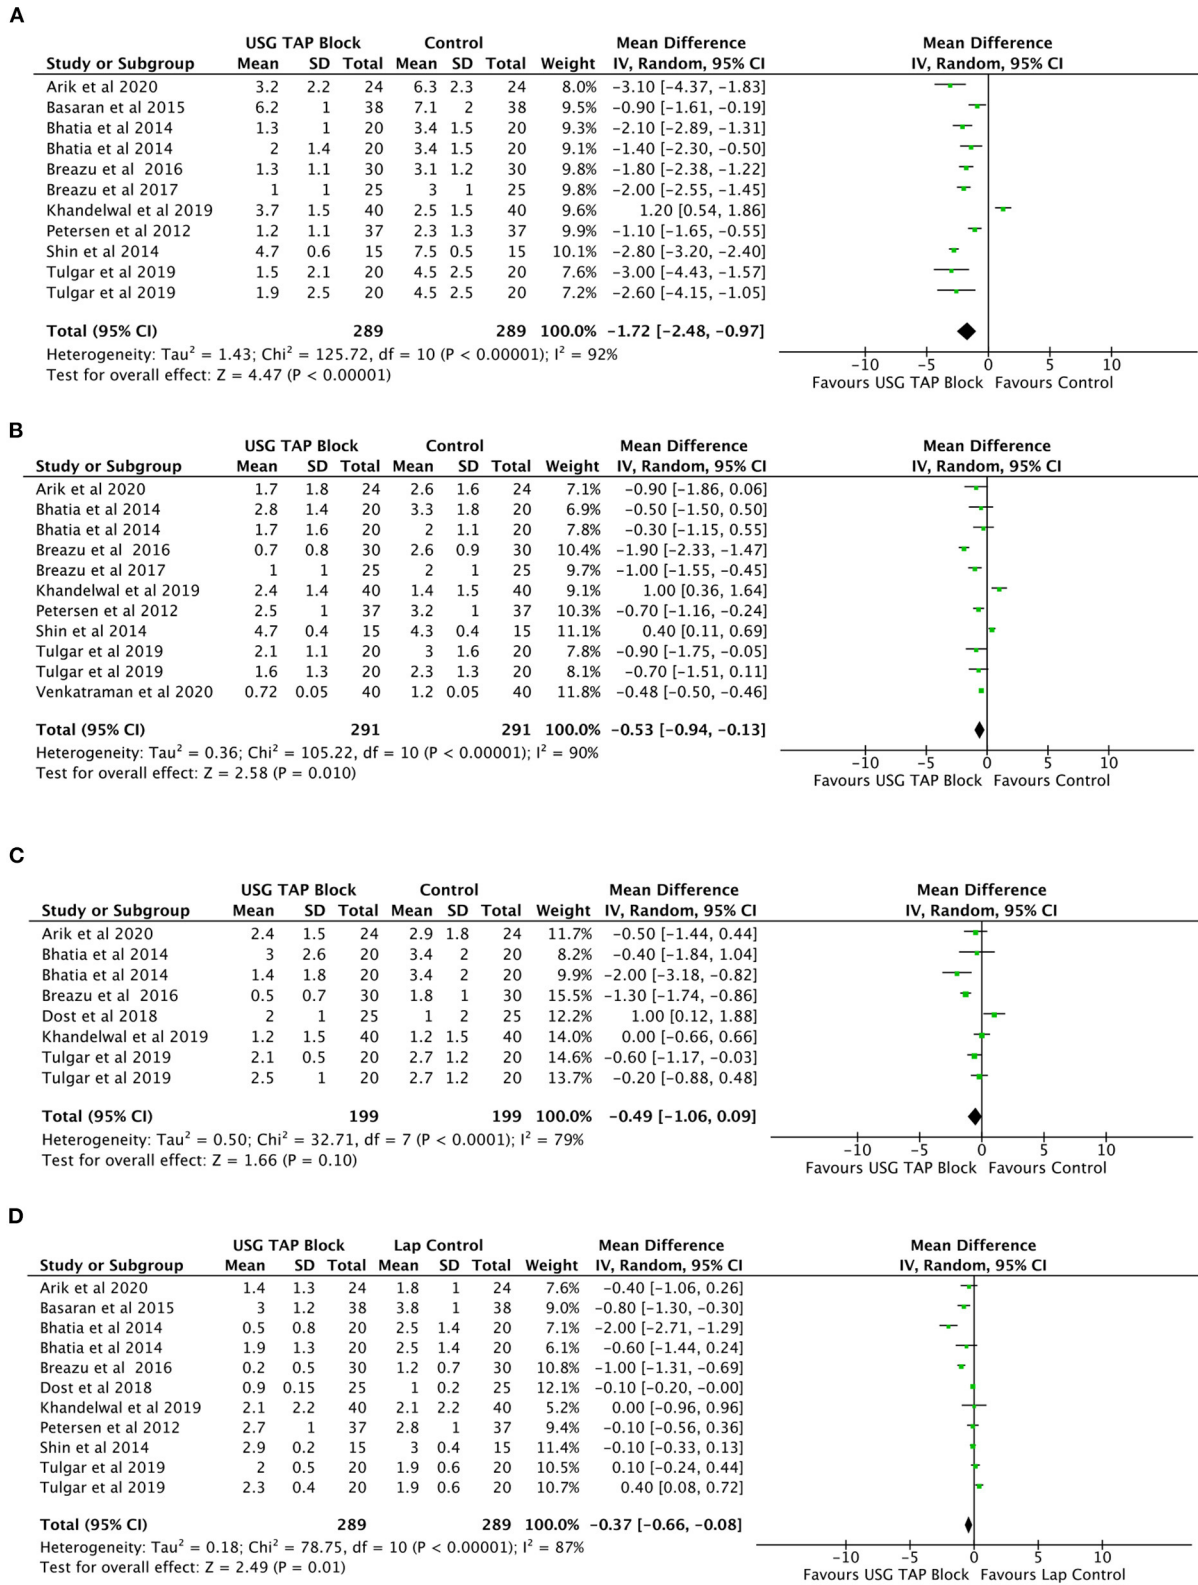 A
USG TAP Block Control Mean Difference Mean Difference
Study or Subgroup Mean SD Total Mean SD Total Weight IV, Random, 95% CI IV, Random, 95% CI
Arik et al 2020 3.2 2.2 24 6.3 2.3 24 8.0% −3.10 [−4.37, −1.83]
Basaran et al 2015 6.2 1 38 7.1 2 38 9.5% −0.90 [−1.61, −0.19]
Bhatia et al 2014 1.3 1 20 3.4 1.5 20 9.3% −2.10 [−2.89, −1.31]
Bhatia et al 2014 2 1.4 20 3.4 1.5 20 9.1% −1.40 [−2.30, −0.50]
Breazu et al 2016 1.3 1.1 30 3.1 1.2 30 9.8% −1.80 [−2.38, −1.22]
Breazu et al 2017 1 1 25 3 1 25 9.8% −2.00 [−2.55, −1.45]
Khandelwal et al 2019 3.7 1.5 40 2.5 1.5 40 9.6% 1.20 [0.54, 1.86]
Petersen et al 2012 1.2 1.1 37 2.3 1.3 37 9.9% −1.10 [−1.65, −0.55]
Shin et al 2014 4.7 0.6 15 7.5 0.5 15 10.1% −2.80 [−3.20, −2.40]
Tulgar et al 2019 1.5 2.1 20 4.5 2.5 20 7.6% −3.00 [−4.43, −1.57]
Tulgar et al 2019 1.9 2.5 20 4.5 2.5 20 7.2% −2.60 [−4.15, −1.05]
Total (95% CI) 289 289 100.0% −1.72 [−2.48, −0.97]
Heterogeneity: Tau² = 1.43; Chi² = 125.72, df = 10 (P < 0.00001); I² = 92%
Test for overall effect: Z = 4.47 (P < 0.00001)
−10 −5 0 5 10
Favours USG TAP Block Favours Control
B
USG TAP Block Control Mean Difference Mean Difference
Study or Subgroup Mean SD Total Mean SD Total Weight IV, Random, 95% CI IV, Random, 95% CI
Arik et al 2020 1.7 1.8 24 2.6 1.6 24 7.1% −0.90 [−1.86, 0.06]
Bhatia et al 2014 2.8 1.4 20 3.3 1.8 20 6.9% −0.50 [−1.50, 0.50]
Bhatia et al 2014 1.7 1.6 20 2 1.1 20 7.8% −0.30 [−1.15, 0.55]
Breazu et al 2016 0.7 0.8 30 2.6 0.9 30 10.4% −1.90 [−2.33, −1.47]
Breazu et al 2017 1 1 25 2 1 25 9.7% −1.00 [−1.55, −0.45]
Khandelwal et al 2019 2.4 1.4 40 1.4 1.5 40 9.1% 1.00 [0.36, 1.64]
Petersen et al 2012 2.5 1 37 3.2 1 37 10.3% −0.70 [−1.16, −0.24]
Shin et al 2014 4.7 0.4 15 4.3 0.4 15 11.1% 0.40 [0.11, 0.69]
Tulgar et al 2019 2.1 1.1 20 3 1.6 20 7.8% −0.90 [−1.75, −0.05]
Tulgar et al 2019 1.6 1.3 20 2.3 1.3 20 8.1% −0.70 [−1.51, 0.11]
Venkatraman et al 2020 0.72 0.05 40 1.2 0.05 40 11.8% −0.48 [−0.50, −0.46]
Total (95% CI) 291 291 100.0% −0.53 [−0.94, −0.13]
Heterogeneity: Tau² = 0.36; Chi² = 105.22, df = 10 (P < 0.00001); I² = 90%
Test for overall effect: Z = 2.58 (P = 0.010)
−10 −5 0 5 10
Favours USG TAP Block Favours Control
C
USG TAP Block Control Mean Difference Mean Difference
Study or Subgroup Mean SD Total Mean SD Total Weight IV, Random, 95% CI IV, Random, 95% CI
Arik et al 2020 2.4 1.5 24 2.9 1.8 24 11.7% −0.50 [−1.44, 0.44]
Bhatia et al 2014 3 2.6 20 3.4 2 20 8.2% −0.40 [−1.84, 1.04]
Bhatia et al 2014 1.4 1.8 20 3.4 2 20 9.9% −2.00 [−3.18, −0.82]
Breazu et al 2016 0.5 0.7 30 1.8 1 30 15.5% −1.30 [−1.74, −0.86]
Dost et al 2018 2 1 25 1 2 25 12.2% 1.00 [0.12, 1.88]
Khandelwal et al 2019 1.2 1.5 40 1.2 1.5 40 14.0% 0.00 [−0.66, 0.66]
Tulgar et al 2019 2.1 0.5 20 2.7 1.2 20 14.6% −0.60 [−1.17, −0.03]
Tulgar et al 2019 2.5 1 20 2.7 1.2 20 13.7% −0.20 [−0.88, 0.48]
Total (95% CI) 199 199 100.0% −0.49 [−1.06, 0.09]
Heterogeneity: Tau² = 0.50; Chi² = 32.71, df = 7 (P < 0.0001); I² = 79%
Test for overall effect: Z = 1.66 (P = 0.10)
−10 −5 0 5 10
Favours USG TAP Block Favours Control
D
USG TAP Block Lap Control Mean Difference Mean Difference
Study or Subgroup Mean SD Total Mean SD Total Weight IV, Random, 95% CI IV, Random, 95% CI
Arik et al 2020 1.4 1.3 24 1.8 1 24 7.6% −0.40 [−1.06, 0.26]
Basaran et al 2015 3 1.2 38 3.8 1 38 9.0% −0.80 [−1.30, −0.30]
Bhatia et al 2014 0.5 0.8 20 2.5 1.4 20 7.1% −2.00 [−2.71, −1.29]
Bhatia et al 2014 1.9 1.3 20 2.5 1.4 20 6.1% −0.60 [−1.44, 0.24]
Breazu et al 2016 0.2 0.5 30 1.2 0.7 30 10.8% −1.00 [−1.31, −0.69]
Dost et al 2018 0.9 0.15 25 1 0.2 25 12.1% −0.10 [−0.20, −0.00]
Khandelwal et al 2019 2.1 2.2 40 2.1 2.2 40 5.2% 0.00 [−0.96, 0.96]
Petersen et al 2012 2.7 1 37 2.8 1 37 9.4% −0.10 [−0.56, 0.36]
Shin et al 2014 2.9 0.2 15 3 0.4 15 11.4% −0.10 [−0.33, 0.13]
Tulgar et al 2019 2 0.5 20 1.9 0.6 20 10.5% 0.10 [−0.24, 0.44]
Tulgar et al 2019 2.3 0.4 20 1.9 0.6 20 10.7% 0.40 [0.08, 0.72]
Total (95% CI) 289 289 100.0% −0.37 [−0.66, −0.08]
Heterogeneity: Tau² = 0.18; Chi² = 78.75, df = 10 (P < 0.00001); I² = 87%
Test for overall effect: Z = 2.49 (P = 0.01)
−10 −5 0 5 10
Favours USG TAP Block Favours Lap Control